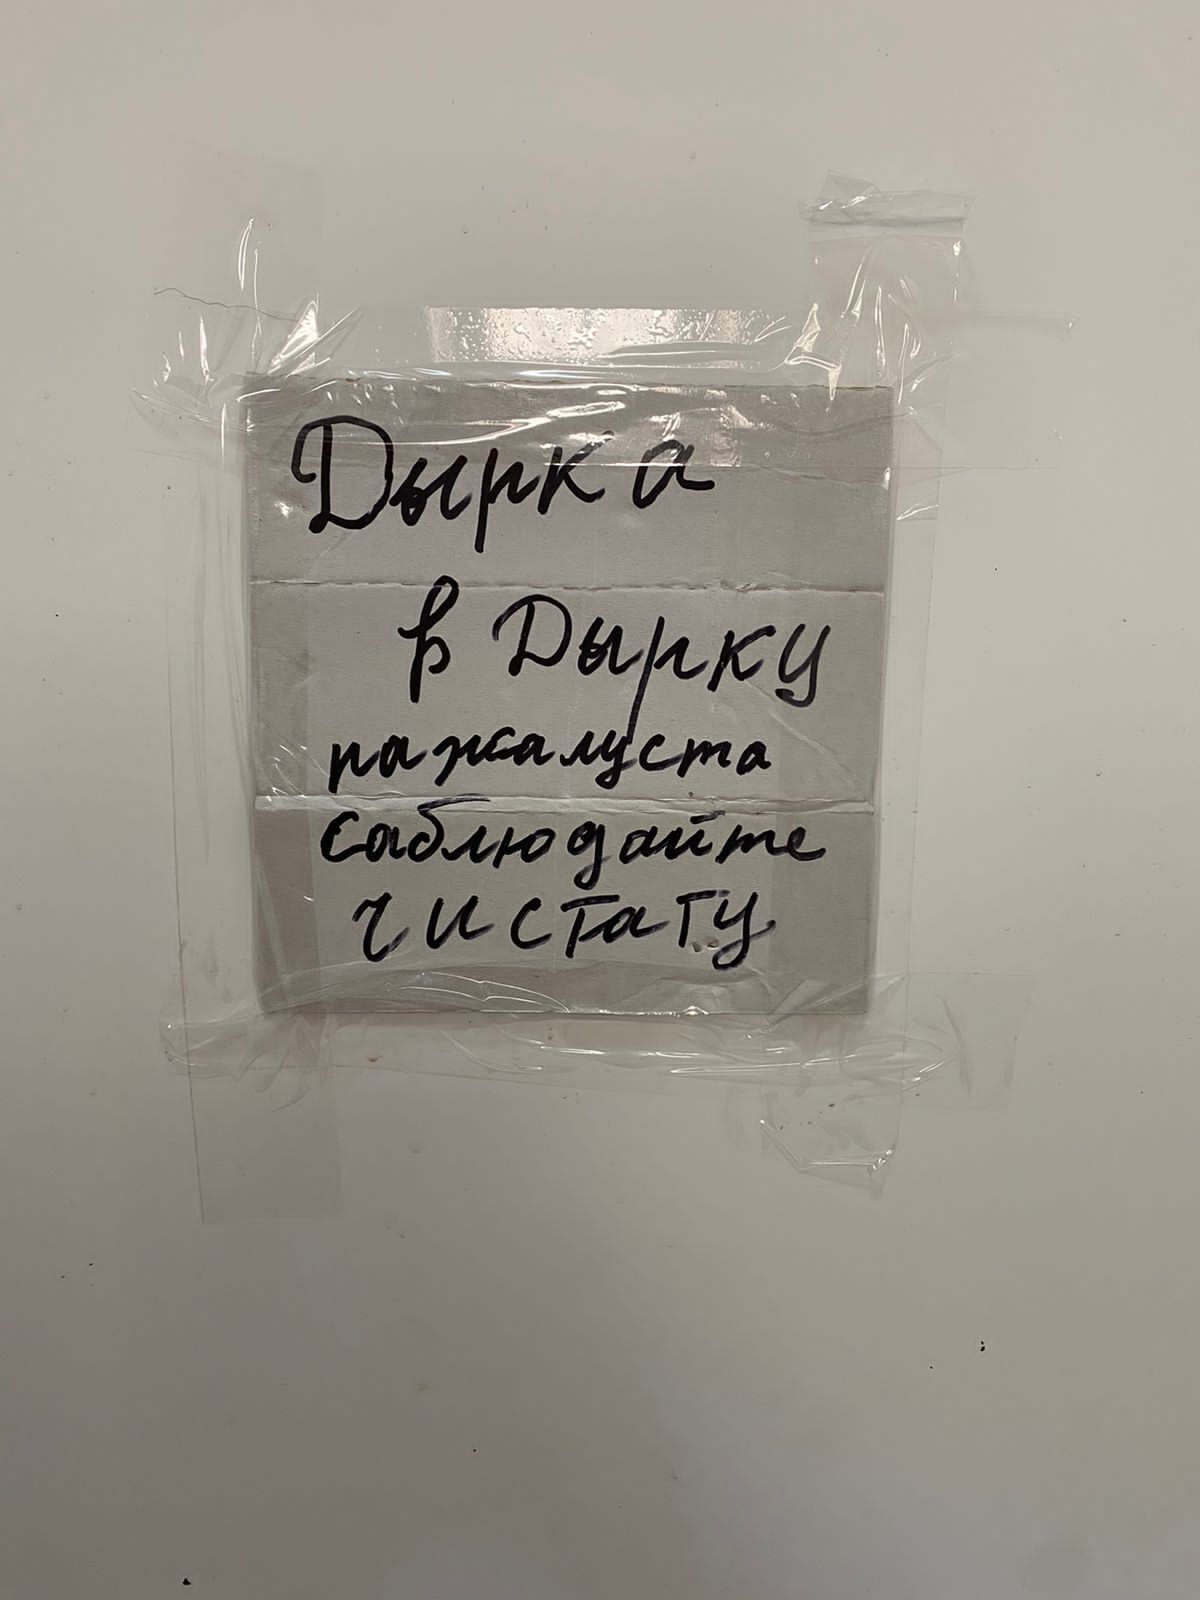 Дырка
в Дырку
пажалуста
саблюдайте
чистату